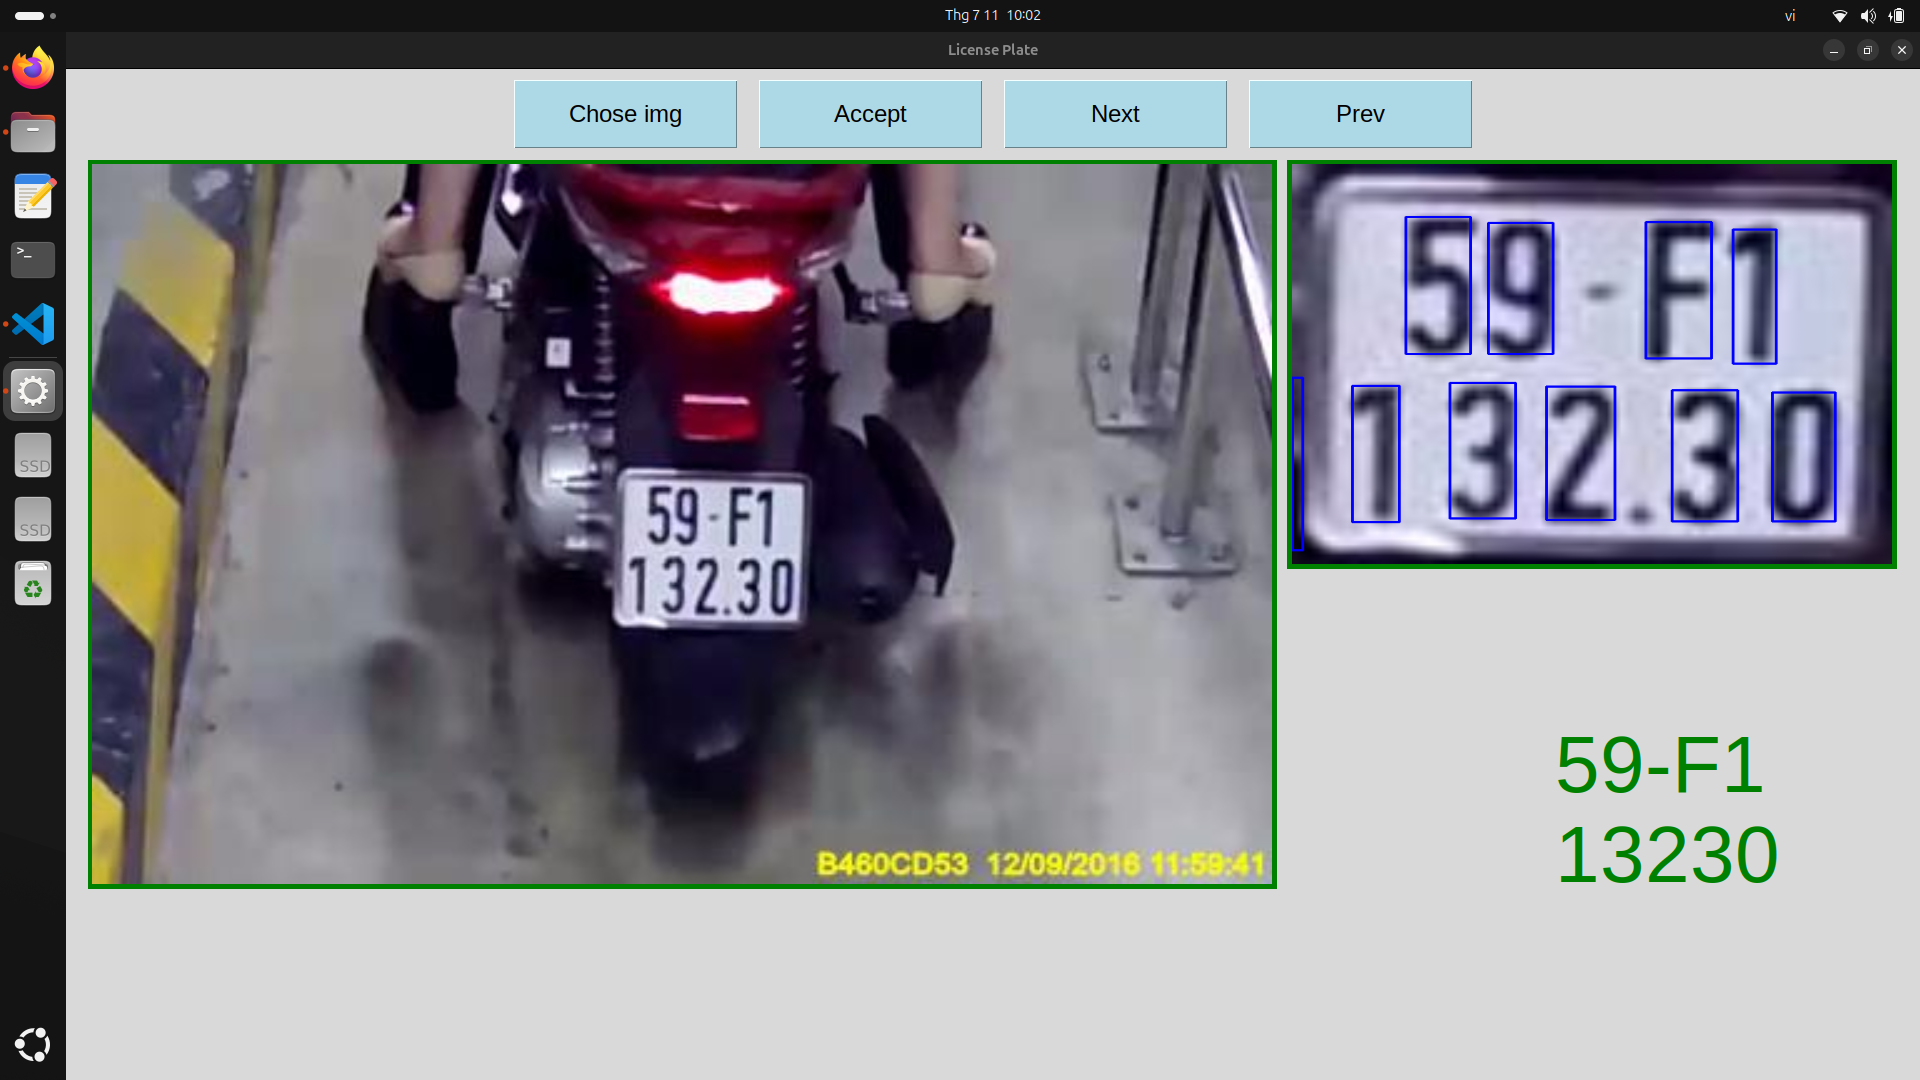 Thg 7 11 10:02
vi
License Plate
Chose img
Accept
Next
Prev
59-F1
132.30
B460CD53 12/09/2016 11:59:41
59-F1
132.30
59-F1
13230
SSD
SSD